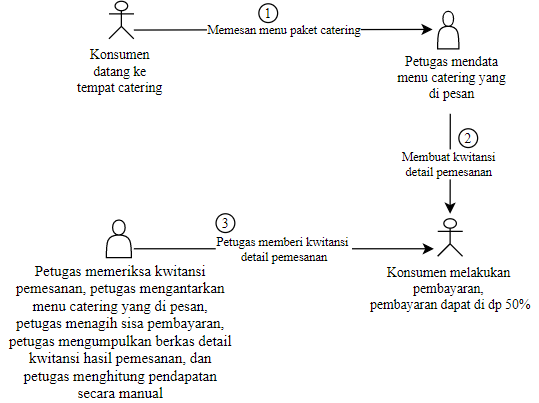 1
Memesan menu paket catering
Konsumen
datang ke
tempat catering
Petugas mendata
menu catering yang
di pesan
2
Membuat kwitansi
detail pemesanan
3
Petugas memberi kwitansi
detail pemesanan
Petugas memeriksa kwitansi
pemesanan, petugas mengantarkan
menu catering yang di pesan,
petugas menagih sisa pembayaran,
petugas mengumpulkan berkas detail
kwitansi hasil pemesanan, dan
petugas menghitung pendapatan
secara manual
Konsumen melakukan
pembayaran,
pembayaran dapat di dp 50%